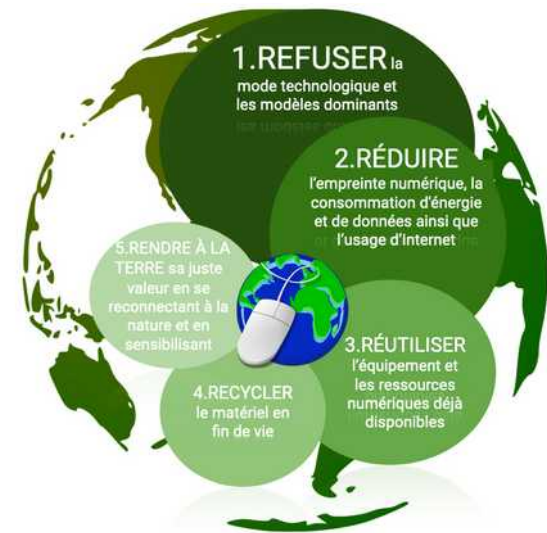 1.REFUSER la
mode technologique et
les modèles dominants
2.RÉDUIRE
l'empreinte numérique, la
consommation d'énergie
et de données ainsi que
l'usage d'Internet
3.RÉUTILISER
l'équipement et
les ressources
numériques déjà
disponibles
4.RECYCLER
le matériel en
fin de vie
5.RENDRE À LA
TERRE sa juste
valeur en se
reconnectant à la
nature et en
sensibilisant